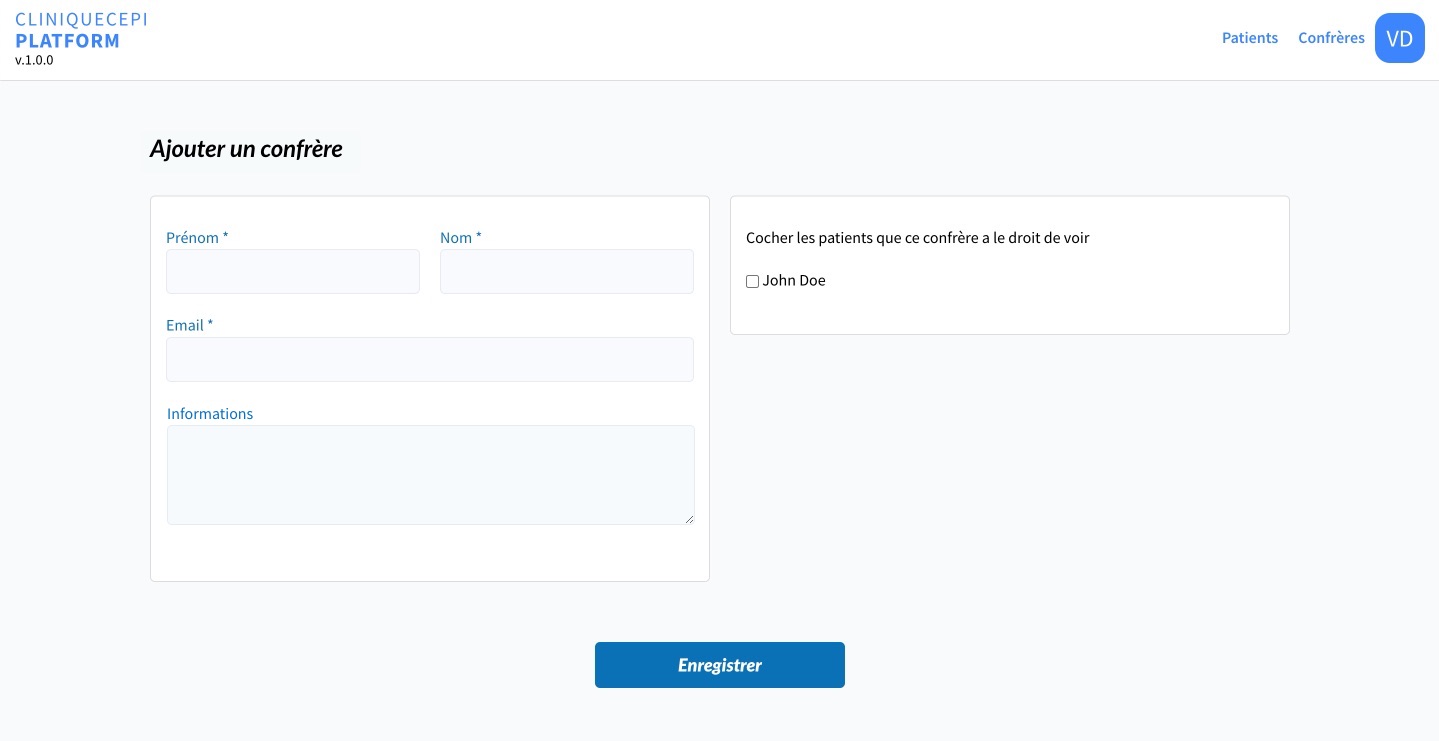 CLINIQUECEPI
PLATFORM
v.1.0.0
Patients
Confrères
VD
Ajouter un confrère
Prénom *
Nom *
Email *
Informations
Cocher les patients que ce confrère a le droit de voir
John Doe
Enregistrer